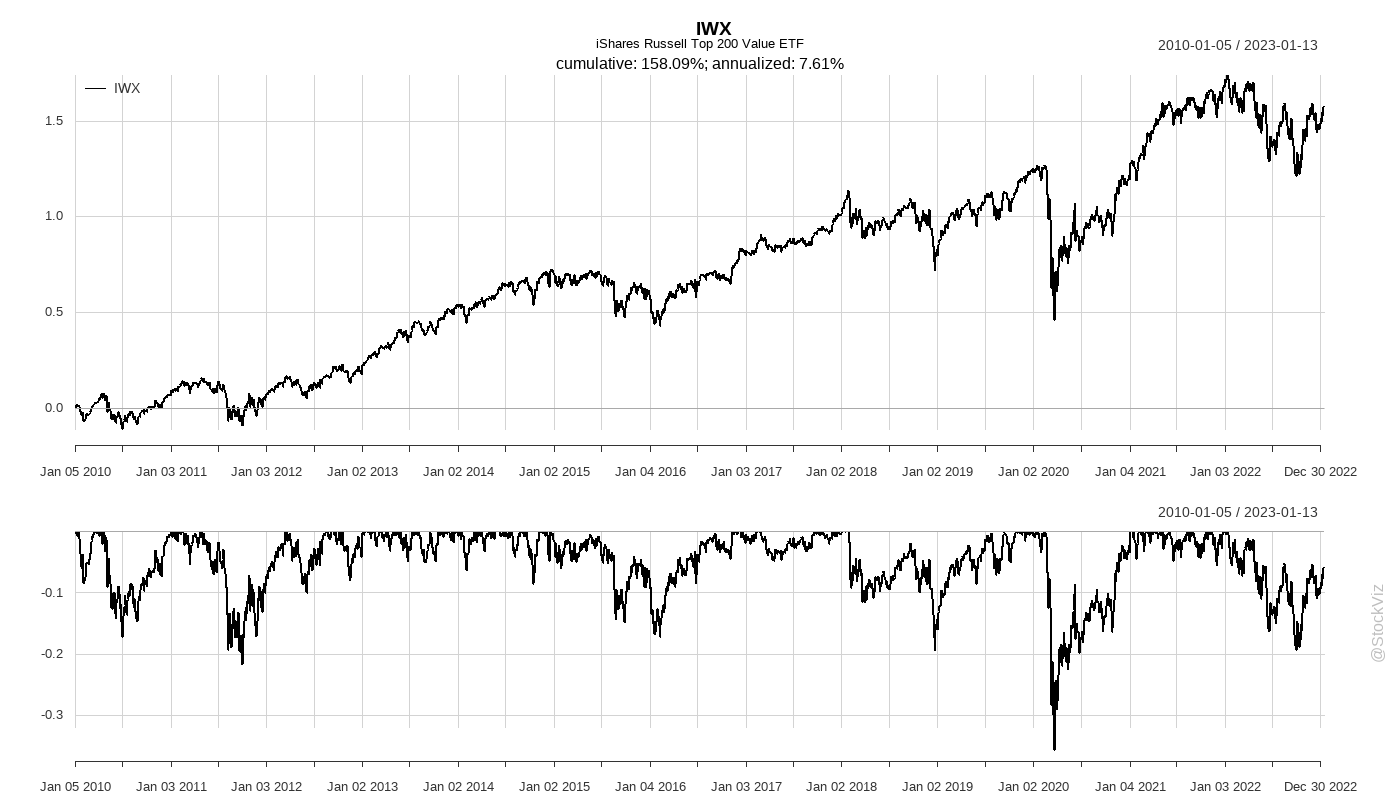 IWX
iShares Russell Top 200 Value ETF
2010-01-05 / 2023-01-13
cumulative: 158.09%; annualized: 7.61%
IWX
1.5
1.0
0.5
0.0
Jan 05 2010 Jan 03 2011 Jan 03 2012 Jan 02 2013 Jan 02 2014 Jan 02 2015 Jan 04 2016 Jan 03 2017 Jan 02 2018 Jan 02 2019 Jan 02 2020 Jan 04 2021 Jan 03 2022 Dec 30 2022
2010-01-05 / 2023-01-13
-0.1
-0.2
-0.3
Jan 05 2010 Jan 03 2011 Jan 03 2012 Jan 02 2013 Jan 02 2014 Jan 02 2015 Jan 04 2016 Jan 03 2017 Jan 02 2018 Jan 02 2019 Jan 02 2020 Jan 04 2021 Jan 03 2022 Dec 30 2022
@StockViz